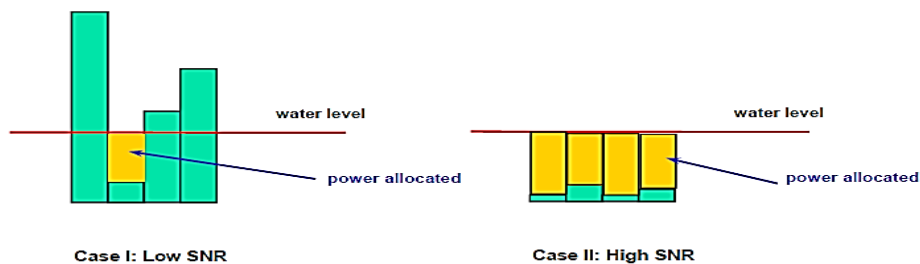 water level
power allocated
Case I: Low SNR
water level
power allocated
Case II: High SNR